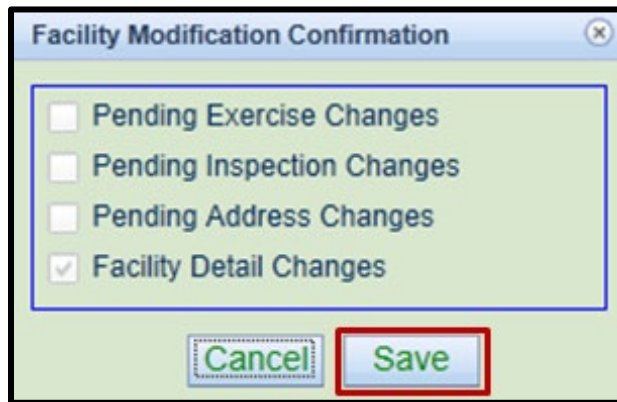 Facility Modification Confirmation
Pending Exercise Changes
Pending Inspection Changes
Pending Address Changes
Facility Detail Changes
Cancel Save